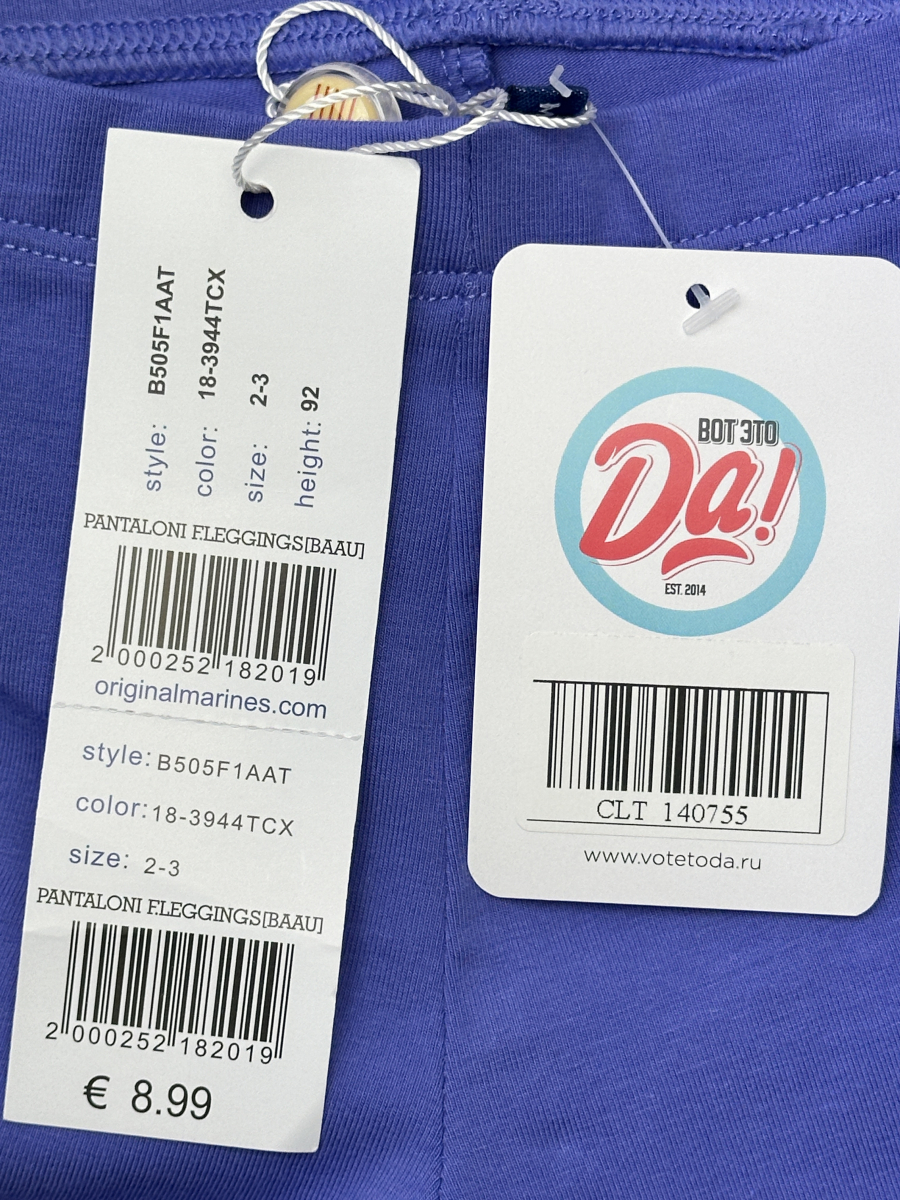 style: B505F1AAT
color: 18-3944TCX
size: 2-3
height: 92
PANTALONI F.LEGGINGS[BAAU]
2 000252 182019
originalmarines.com
style: B505F1AAT
color: 18-3944TCX
size: 2-3
PANTALONI F.LEGGINGS[BAAU]
2 000252 182019
€ 8.99
ВОТ ЭТО
Да!
EST. 2014
CLT 140755
www.votetoda.ru